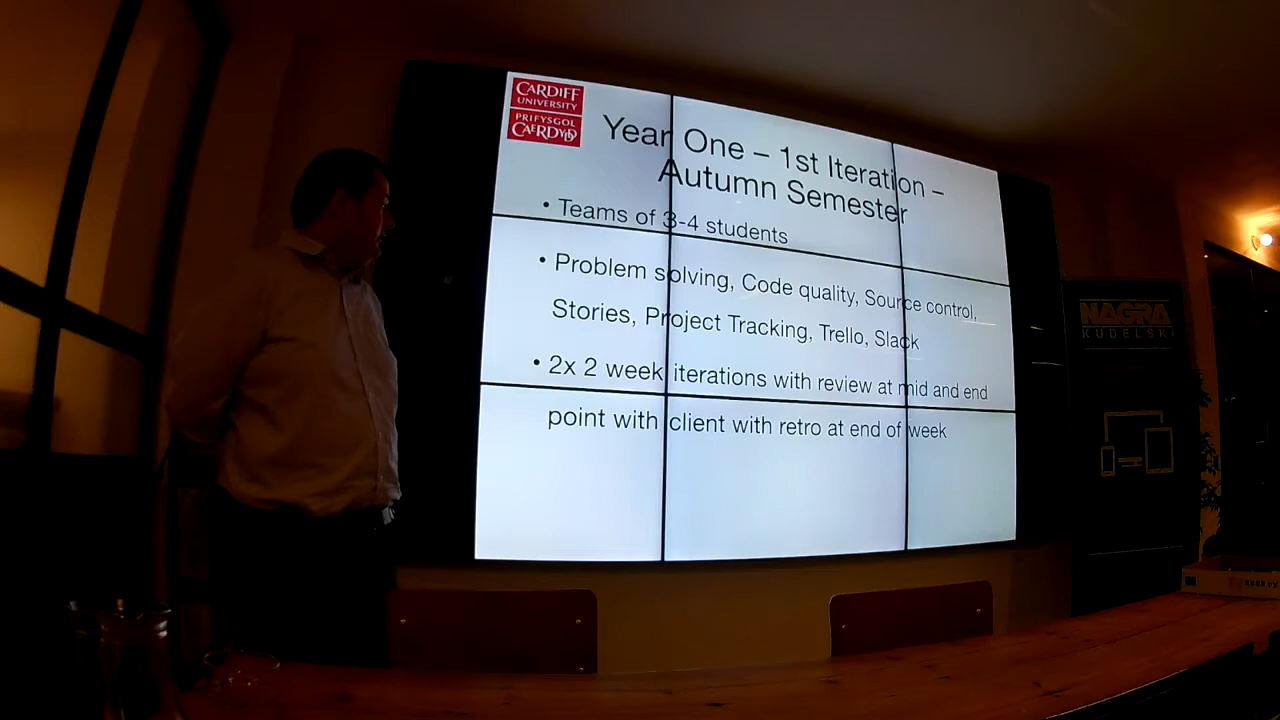 CARDIFF
UNIVERSITY
PRIFYSGOL
CAERDYDD
Year One – 1st Iteration –
Autumn Semester
• Teams of 3-4 students
• Problem solving, Code quality, Source control,
Stories, Project Tracking, Trello, Slack
• 2x 2 week iterations with review at mid and end
point with client with retro at end of week
NAGRA
KUDELSKI